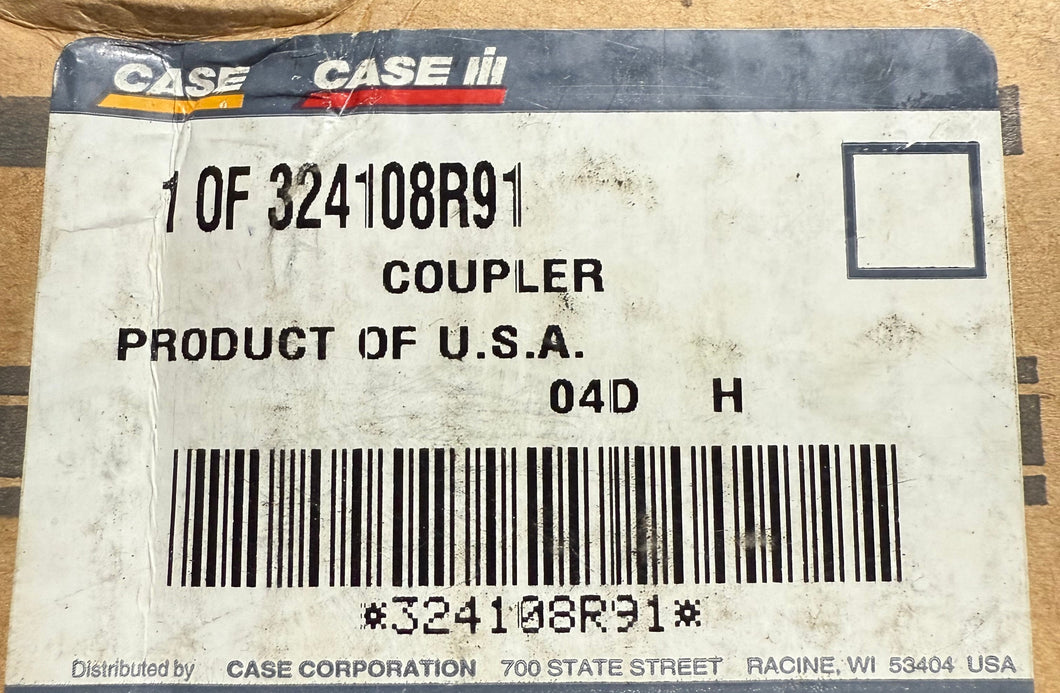 CASE CASE IH
1 OF 324108R91
COUPLER
PRODUCT OF U.S.A.
04D H
*324108R91*
Distributed by CASE CORPORATION 700 STATE STREET RACINE, WI 53404 USA